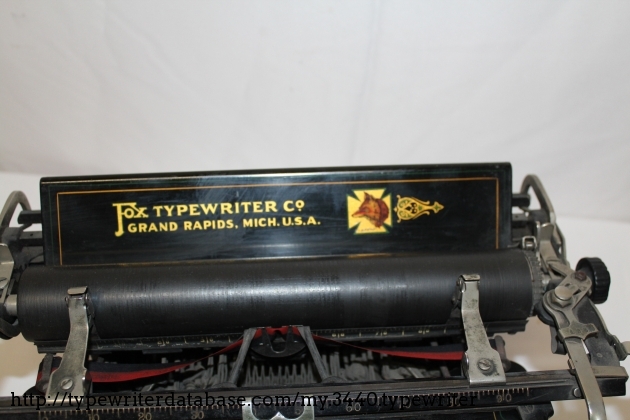 Fox TYPEWRITER Co
GRAND RAPIDS, MICH. U.S.A.
http://typewriterdatabase.com/my.3440.typewriter